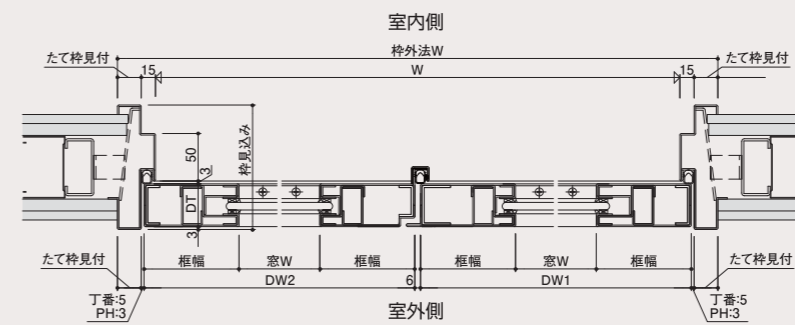 室内側
枠外法W
たて枠見付 15 W 15 たて枠見付
50
3
枠見込み
DT
3
たて枠見付 框幅 窓W 框幅 框幅 窓W 框幅 たて枠見付
DW2 6 DW1
丁番:5
PH:3
室外側
丁番:5
PH:3